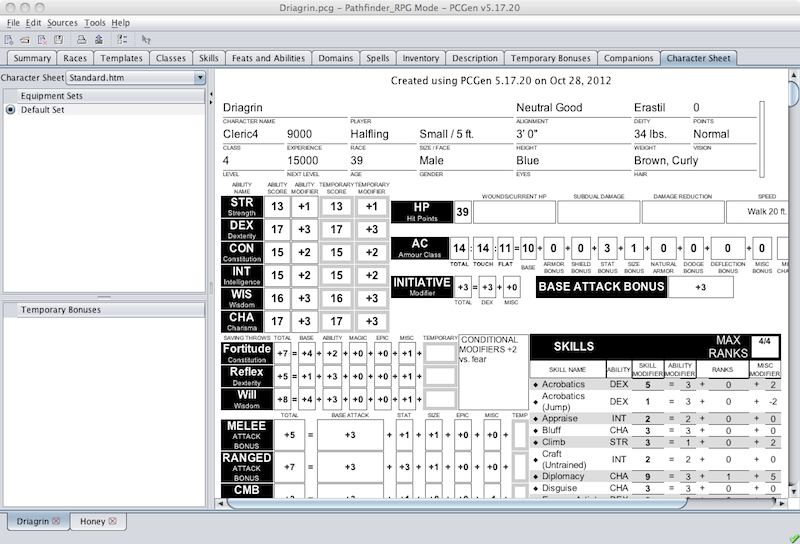 Driagrin.pcg - Pathfinder_RPG Mode - PCGen v5.17.20
File Edit Sources Tools Help
Summary Races Templates Classes Skills Feats and Abilities Domains Spells Inventory Description Temporary Bonuses Companions Character Sheet
Character Sheet Standard.htm
Equipment Sets
Default Set
Temporary Bonuses
Created using PCGen 5.17.20 on Oct 28, 2012
Driagrin Neutral Good Erastil 0
CHARACTER NAME PLAYER ALIGNMENT DEITY POINTS
Cleric4 9000 Halfling Small / 5 ft. 3' 0" 34 lbs. Normal
CLASS EXPERIENCE RACE SIZE / FACE HEIGHT WEIGHT VISION
4 15000 39 Male Blue Brown, Curly
LEVEL NEXT LEVEL AGE GENDER EYES HAIR
ABILITY NAME ABILITY SCORE ABILITY MODIFIER TEMPORARY SCORE TEMPORARY MODIFIER
STR Strength 13 +1 13 +1
DEX Dexterity 17 +3 17 +3
CON Constitution 15 +2 15 +2
INT Intelligence 15 +2 15 +2
WIS Wisdom 16 +3 16 +3
CHA Charisma 17 +3 17 +3
WOUNDS/CURRENT HP SUBDUAL DAMAGE DAMAGE REDUCTION SPEED
HP Hit Points 39 Walk 20 ft.
AC Armour Class 14 : 14 : 11 = 10 + 0 + 0 + 3 + 1 + 0 + 0 + 0 + 0
TOTAL TOUCH FLAT BASE ARMOR BONUS SHIELD BONUS STAT BONUS SIZE BONUS NATURAL ARMOR DODGE BONUS DEFLECTION BONUS MISC BONUS
INITIATIVE Modifier +3 = +3 + +0
TOTAL DEX MISC
BASE ATTACK BONUS +3
SAVING THROWS TOTAL BASE ABILITY MAGIC EPIC MISC TEMPORARY
Fortitude Constitution +7 = +4 + +2 + +0 + +0 + +1 +
Reflex Dexterity +5 = +1 + +3 + +0 + +0 + +1 +
Will Wisdom +8 = +4 + +3 + +0 + +0 + +1 +
CONDITIONAL
MODIFIERS +2
vs. fear
TOTAL BASE ATTACK STAT SIZE EPIC MISC TEMP
MELEE ATTACK BONUS +5 = +3 + +1 + +1 + +0 + +0 +
RANGED ATTACK BONUS +7 = +3 + +3 + +1 + +0 + +0 +
CMB
SKILLS MAX RANKS 4/4
SKILL NAME ABILITY SKILL MODIFIER ABILITY MODIFIER RANKS MISC MODIFIER
Acrobatics DEX 5 = 3 + 0 + 2
Acrobatics (Jump) DEX 1 = 3 + 0 + -2
Appraise INT 2 = 2 + 0 + 0
Bluff CHA 3 = 3 + 0 + 0
Climb STR 3 = 1 + 0 + 2
Craft (Untrained) INT 2 = 2 + 0 + 0
Diplomacy CHA 9 = 3 + 1 + 5
Disguise CHA 3 = 3 + 0 + 0
Driagrin Honey